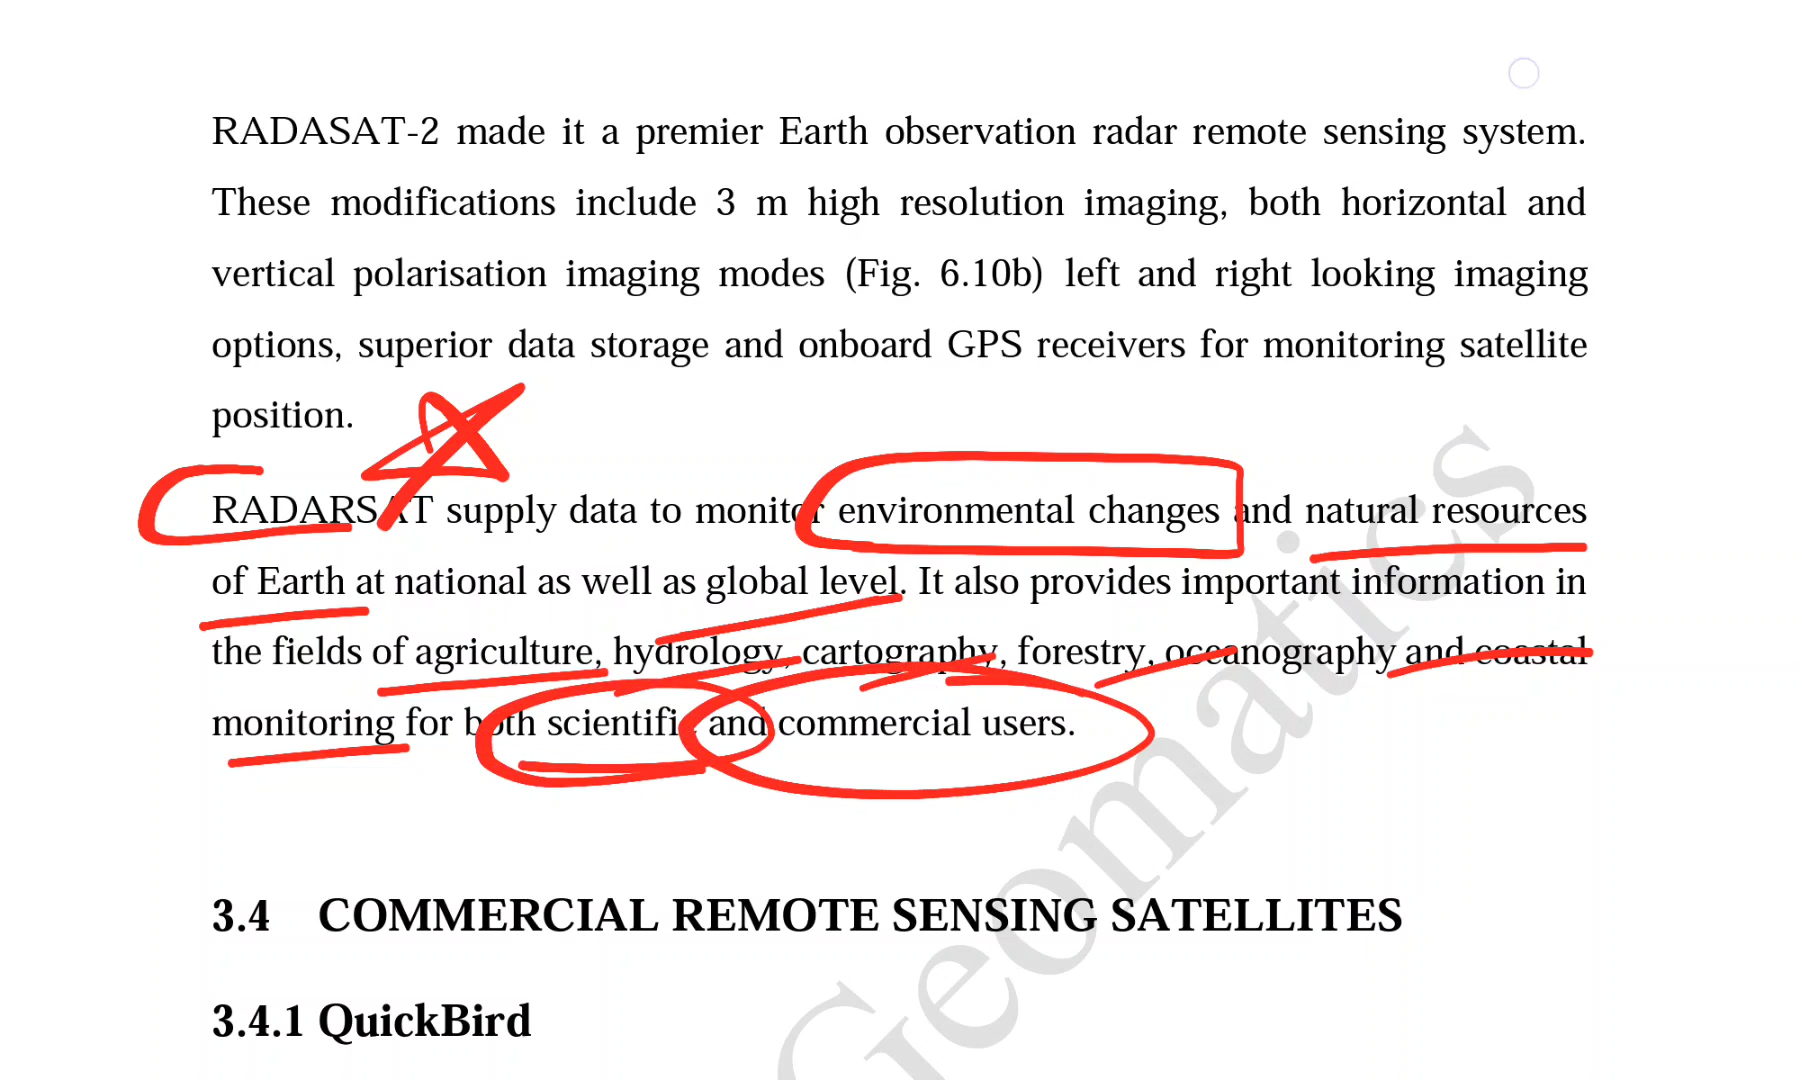 RADASAT-2 made it a premier Earth observation radar remote sensing system.
These modifications include 3 m high resolution imaging, both horizontal and
vertical polarisation imaging modes (Fig. 6.10b) left and right looking imaging
options, superior data storage and onboard GPS receivers for monitoring satellite
position.
RADARSAT supply data to monitor environmental changes and natural resources
of Earth at national as well as global level. It also provides important information in
the fields of agriculture, hydrology, cartography, forestry, oceanography and coastal
monitoring for both scientific and commercial users.
3.4 COMMERCIAL REMOTE SENSING SATELLITES
3.4.1 QuickBird
Geomatics